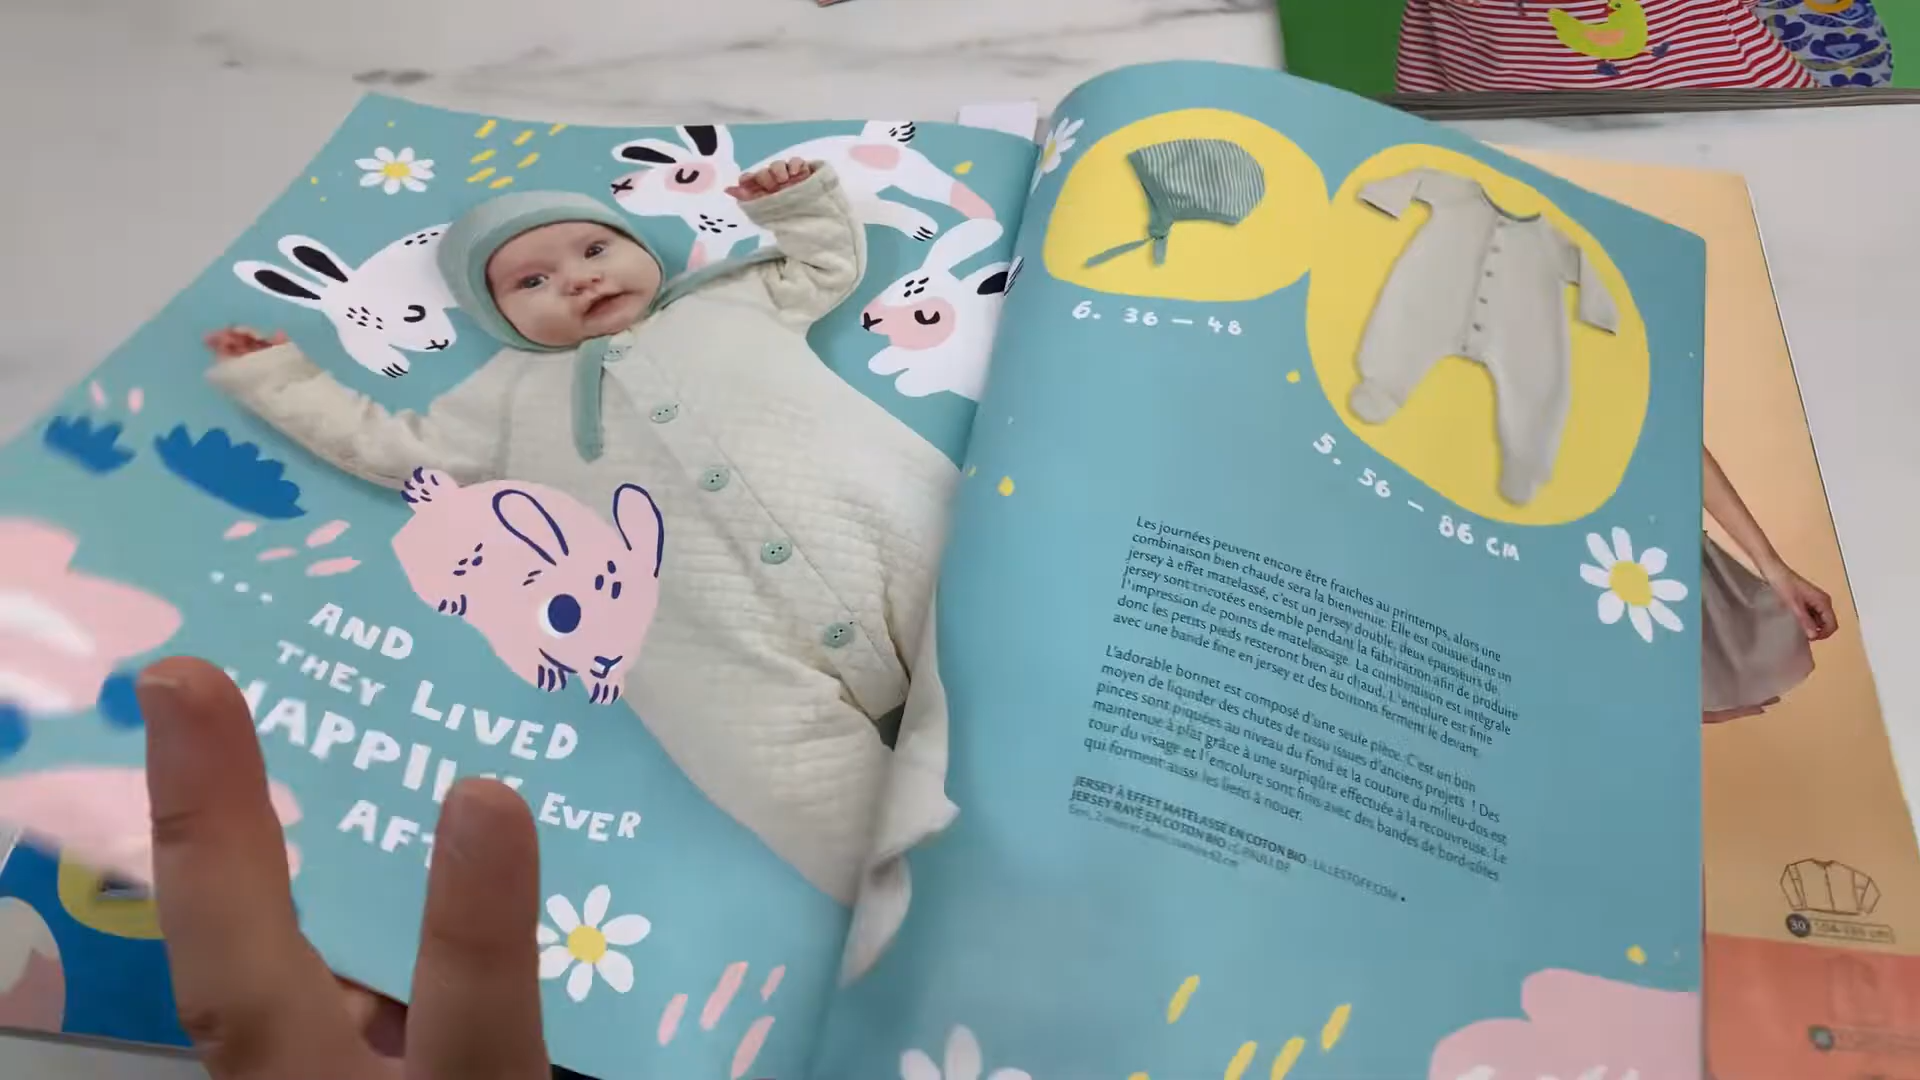 ... AND
THEY LIVED
HAPPILY EVER
6. 36 — 48
5. 56 — 86 CM
Les journées peuvent encore être fraîches au printemps, alors une
combinaison bien chaude sera la bienvenue. Elle est cousue dans un
jersey à effet matelassé, c'est un jersey double, deux épaisseurs de
jersey sont tricotées ensemble pendant la fabrication afin de produire
l'impression de points de matelassage. La combinaison est intégrale
donc les petits pieds resteront bien au chaud. L'encolure est finie
avec une bande fine en jersey et des boutons ferment le devant.
L'adorable bonnet est composé d'une seule pièce. C'est un bon
moyen de liquider des chutes de tissu issues d'anciens projets ! Des
pinces sont piquées au niveau du fond et la couture du milieu-dos est
maintenue à plat grâce à une surpiqûre effectuée à la recouvreuse. Le
tour du visage et l'encolure sont finis avec des bandes de bord-côtes
qui forment aussi les liens à nouer.
JERSEY À EFFET MATELASSÉ EN COTON BIO : LILLESTOFF.COM •
JERSEY RAYÉ EN COTON BIO : C-PAULI.DE
30